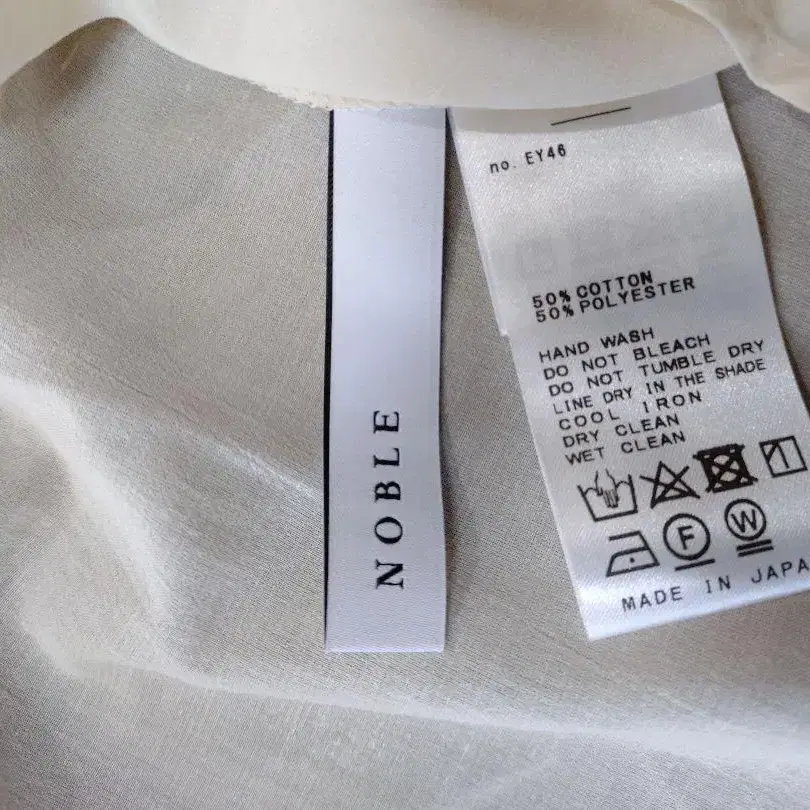 NOBLE
no. EY46
50% COTTON
50% POLYESTER
HAND WASH
DO NOT BLEACH
DO NOT TUMBLE DRY
LINE DRY IN THE SHADE
COOL IRON
DRY CLEAN
WET CLEAN
F W
MADE IN JAPA